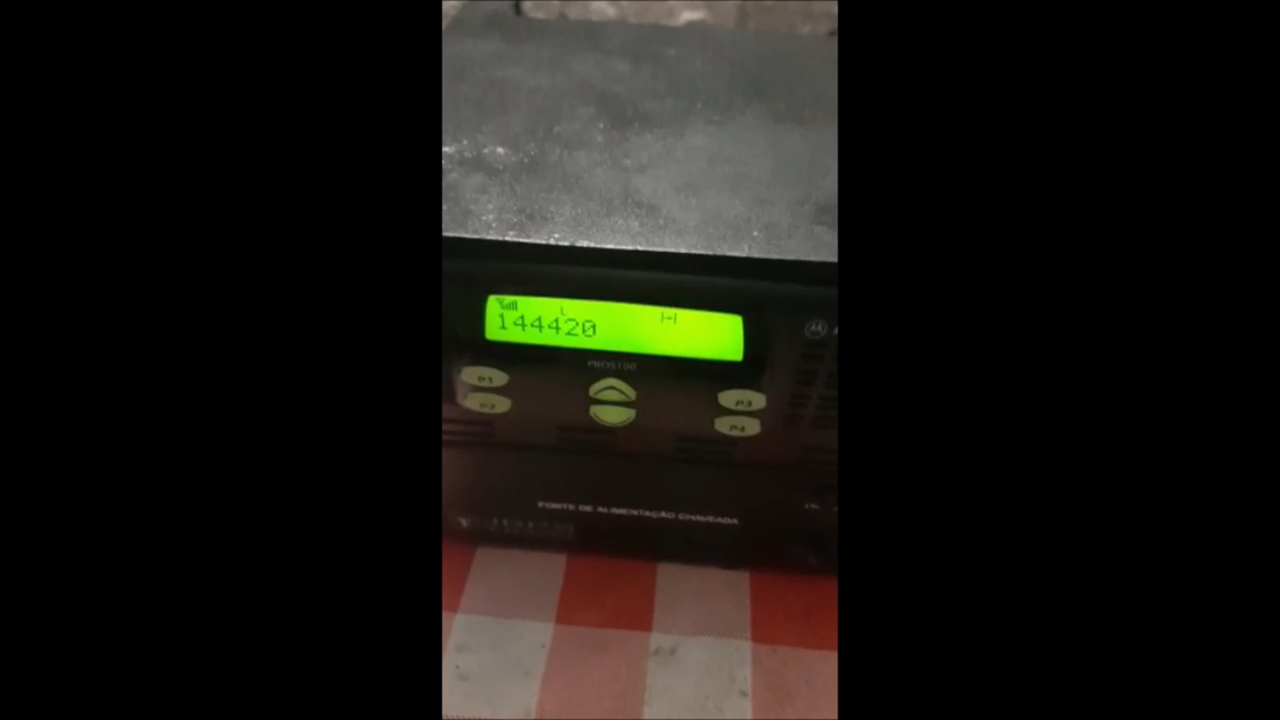 L
144420
PRO5100
P1
P2
P3
P4
FONTE DE ALIMENTAÇÃO CHAVEADA